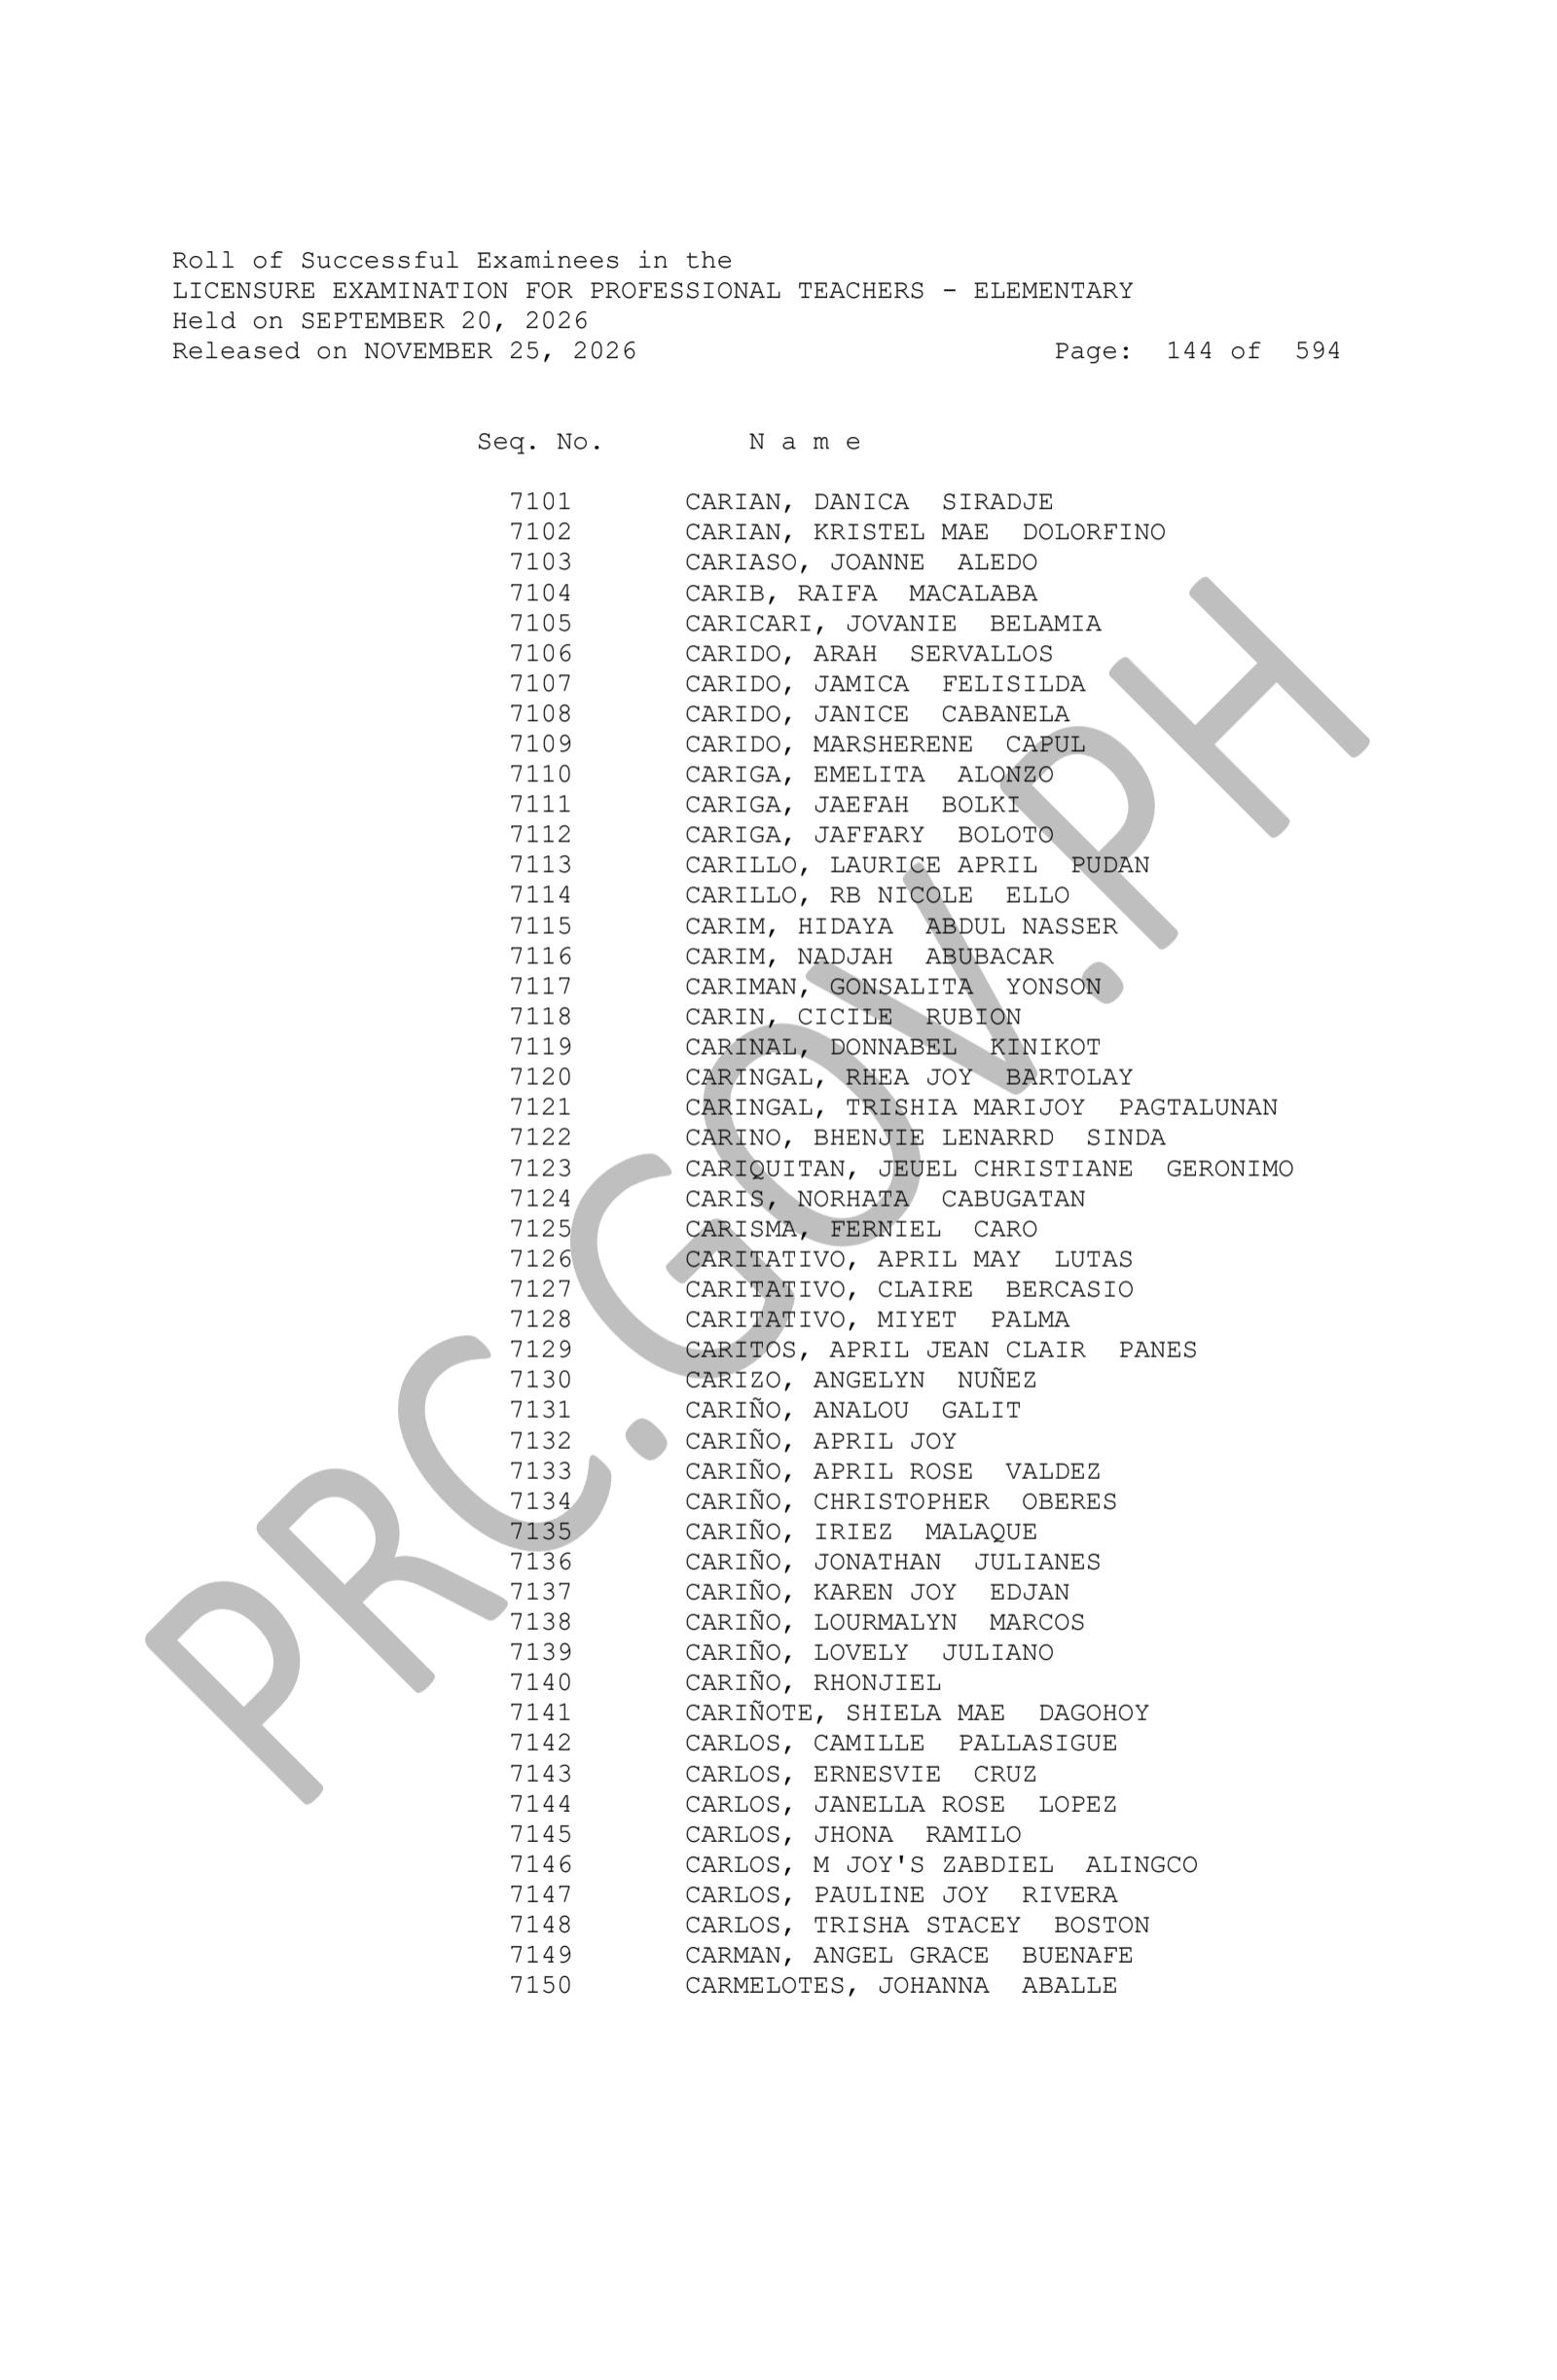 Roll of Successful Examinees in the
LICENSURE EXAMINATION FOR PROFESSIONAL TEACHERS - ELEMENTARY
Held on SEPTEMBER 20, 2026
Released on NOVEMBER 25, 2026 Page: 144 of 594
Seq. No. N a m e
7101 CARIAN, DANICA SIRADJE
7102 CARIAN, KRISTEL MAE DOLORFINO
7103 CARIASO, JOANNE ALEDO
7104 CARIB, RAIFA MACALABA
7105 CARICARI, JOVANIE BELAMIA
7106 CARIDO, ARAH SERVALLOS
7107 CARIDO, JAMICA FELISILDA
7108 CARIDO, JANICE CABANELA
7109 CARIDO, MARSHERENE CAPUL
7110 CARIGA, EMELITA ALONZO
7111 CARIGA, JAEFAH BOLKI
7112 CARIGA, JAFFARY BOLOTO
7113 CARILLO, LAURICE APRIL PUDAN
7114 CARILLO, RB NICOLE ELLO
7115 CARIM, HIDAYA ABDUL NASSER
7116 CARIM, NADJAH ABUBACAR
7117 CARIMAN, GONSALITA YONSON
7118 CARIN, CICILE RUBION
7119 CARINAL, DONNABEL KINIKOT
7120 CARINGAL, RHEA JOY BARTOLAY
7121 CARINGAL, TRISHIA MARIJOY PAGTALUNAN
7122 CARINO, BHENJIE LENARRD SINDA
7123 CARIQUITAN, JEUEL CHRISTIANE GERONIMO
7124 CARIS, NORHATA CABUGATAN
7125 CARISMA, FERNIEL CARO
7126 CARITATIVO, APRIL MAY LUTAS
7127 CARITATIVO, CLAIRE BERCASIO
7128 CARITATIVO, MIYET PALMA
7129 CARITOS, APRIL JEAN CLAIR PANES
7130 CARIZO, ANGELYN NUÑEZ
7131 CARIÑO, ANALOU GALIT
7132 CARIÑO, APRIL JOY
7133 CARIÑO, APRIL ROSE VALDEZ
7134 CARIÑO, CHRISTOPHER OBERES
7135 CARIÑO, IRIEZ MALAQUE
7136 CARIÑO, JONATHAN JULIANES
7137 CARIÑO, KAREN JOY EDJAN
7138 CARIÑO, LOURMALYN MARCOS
7139 CARIÑO, LOVELY JULIANO
7140 CARIÑO, RHONJIEL
7141 CARIÑOTE, SHIELA MAE DAGOHOY
7142 CARLOS, CAMILLE PALLASIGUE
7143 CARLOS, ERNESVIE CRUZ
7144 CARLOS, JANELLA ROSE LOPEZ
7145 CARLOS, JHONA RAMILO
7146 CARLOS, M JOY'S ZABDIEL ALINGCO
7147 CARLOS, PAULINE JOY RIVERA
7148 CARLOS, TRISHA STACEY BOSTON
7149 CARMAN, ANGEL GRACE BUENAFE
7150 CARMELOTES, JOHANNA ABALLE
PRC.GOV.PH